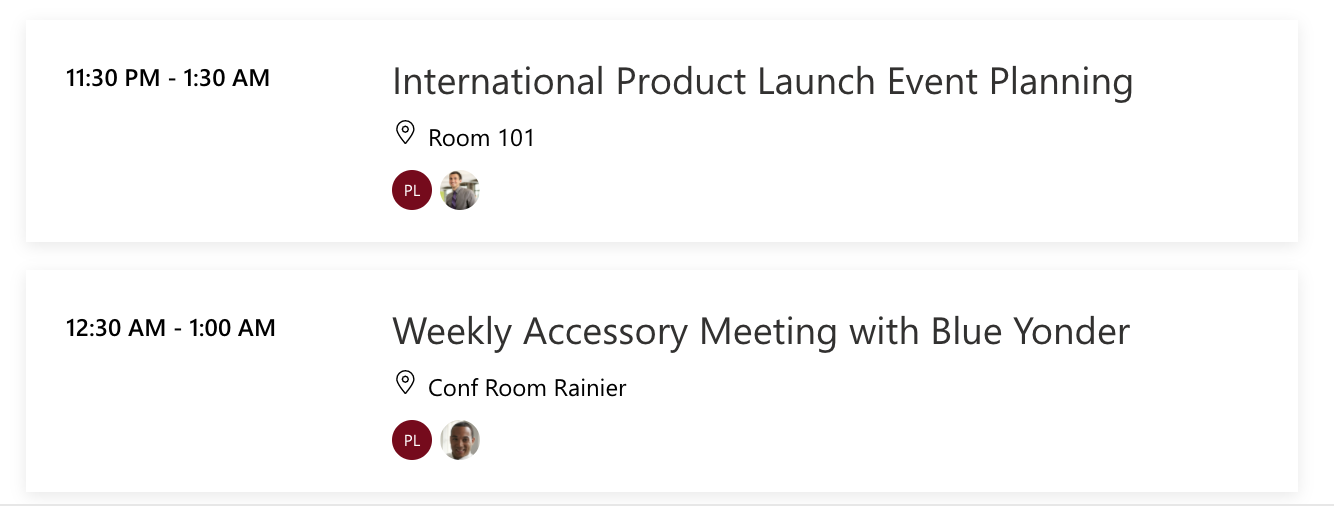 11:30 PM - 1:30 AM
International Product Launch Event Planning
Room 101
PL
12:30 AM - 1:00 AM
Weekly Accessory Meeting with Blue Yonder
Conf Room Rainier
PL